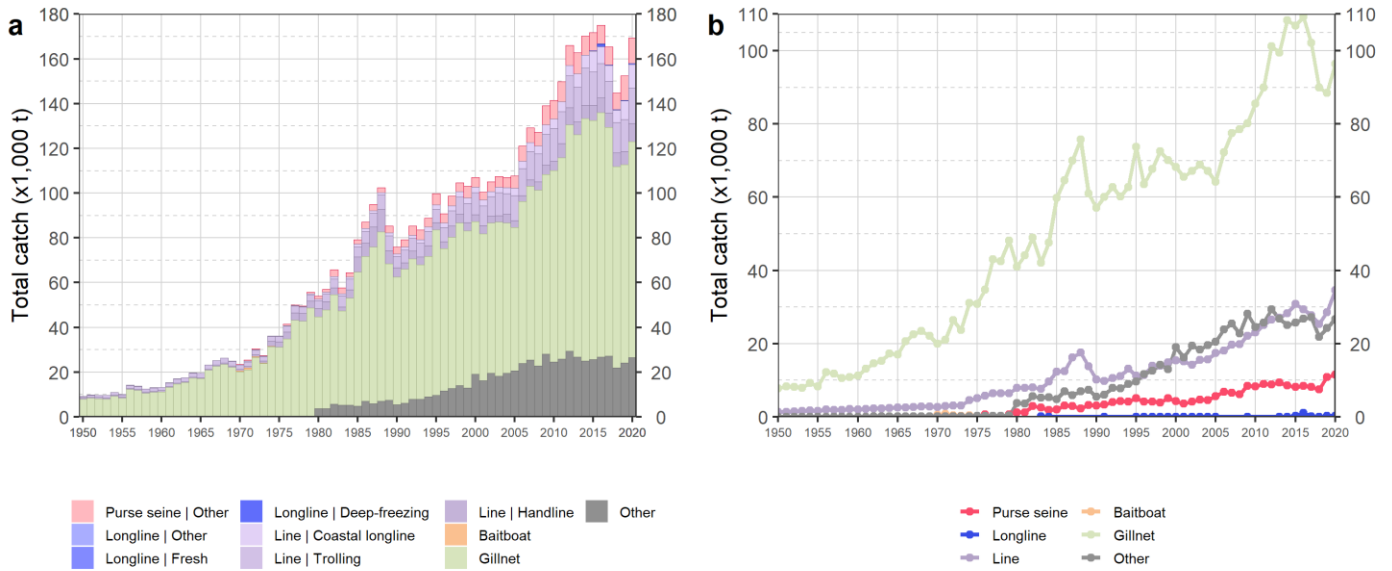 a
Total catch (x1,000 t)
180
160
140
120
100
80
60
40
20
0
180
160
140
120
100
80
60
40
20
0
1950 1955 1960 1965 1970 1975 1980 1985 1990 1995 2000 2005 2010 2015 2020
Purse seine | Other
Longline | Deep-freezing
Line | Handline
Other
Longline | Other
Line | Coastal longline
Baitboat
Longline | Fresh
Line | Trolling
Gillnet
b
Total catch (x1,000 t)
110
100
80
60
40
20
0
110
100
80
60
40
20
0
1950 1955 1960 1965 1970 1975 1980 1985 1990 1995 2000 2005 2010 2015 2020
Purse seine
Baitboat
Longline
Gillnet
Line
Other